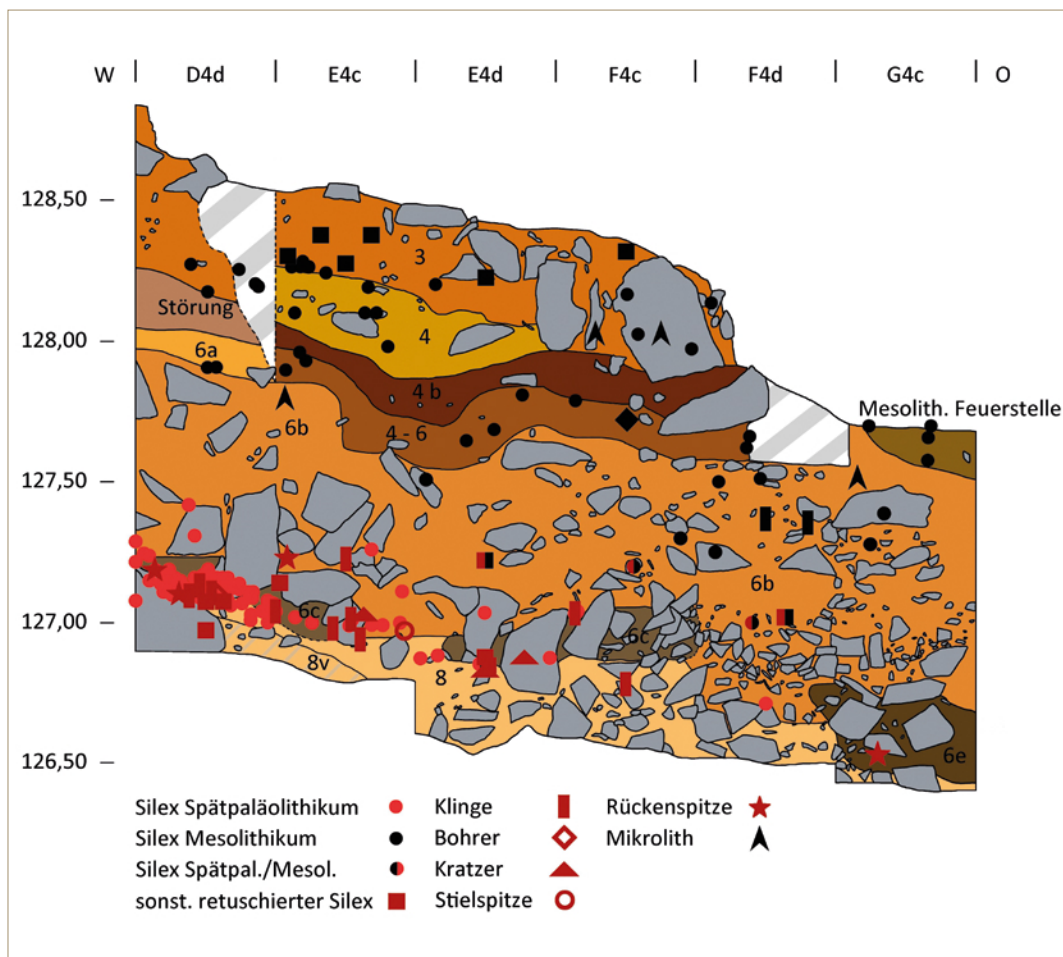 W | D4d | E4c | E4d | F4c | F4d | G4c | O
128,50 –
3
Störung
128,00 –
4
6a
4 b
Mesolith. Feuerstelle
6b
4 - 6
127,50 –
6b
6c
6c
127,00 –
8v
8
6e
126,50 –
Silex Spätpaläolithikum Klinge Rückenspitze
Silex Mesolithikum Bohrer Mikrolith
Silex Spätpal./Mesol. Kratzer
sonst. retuschierter Silex Stielspitze